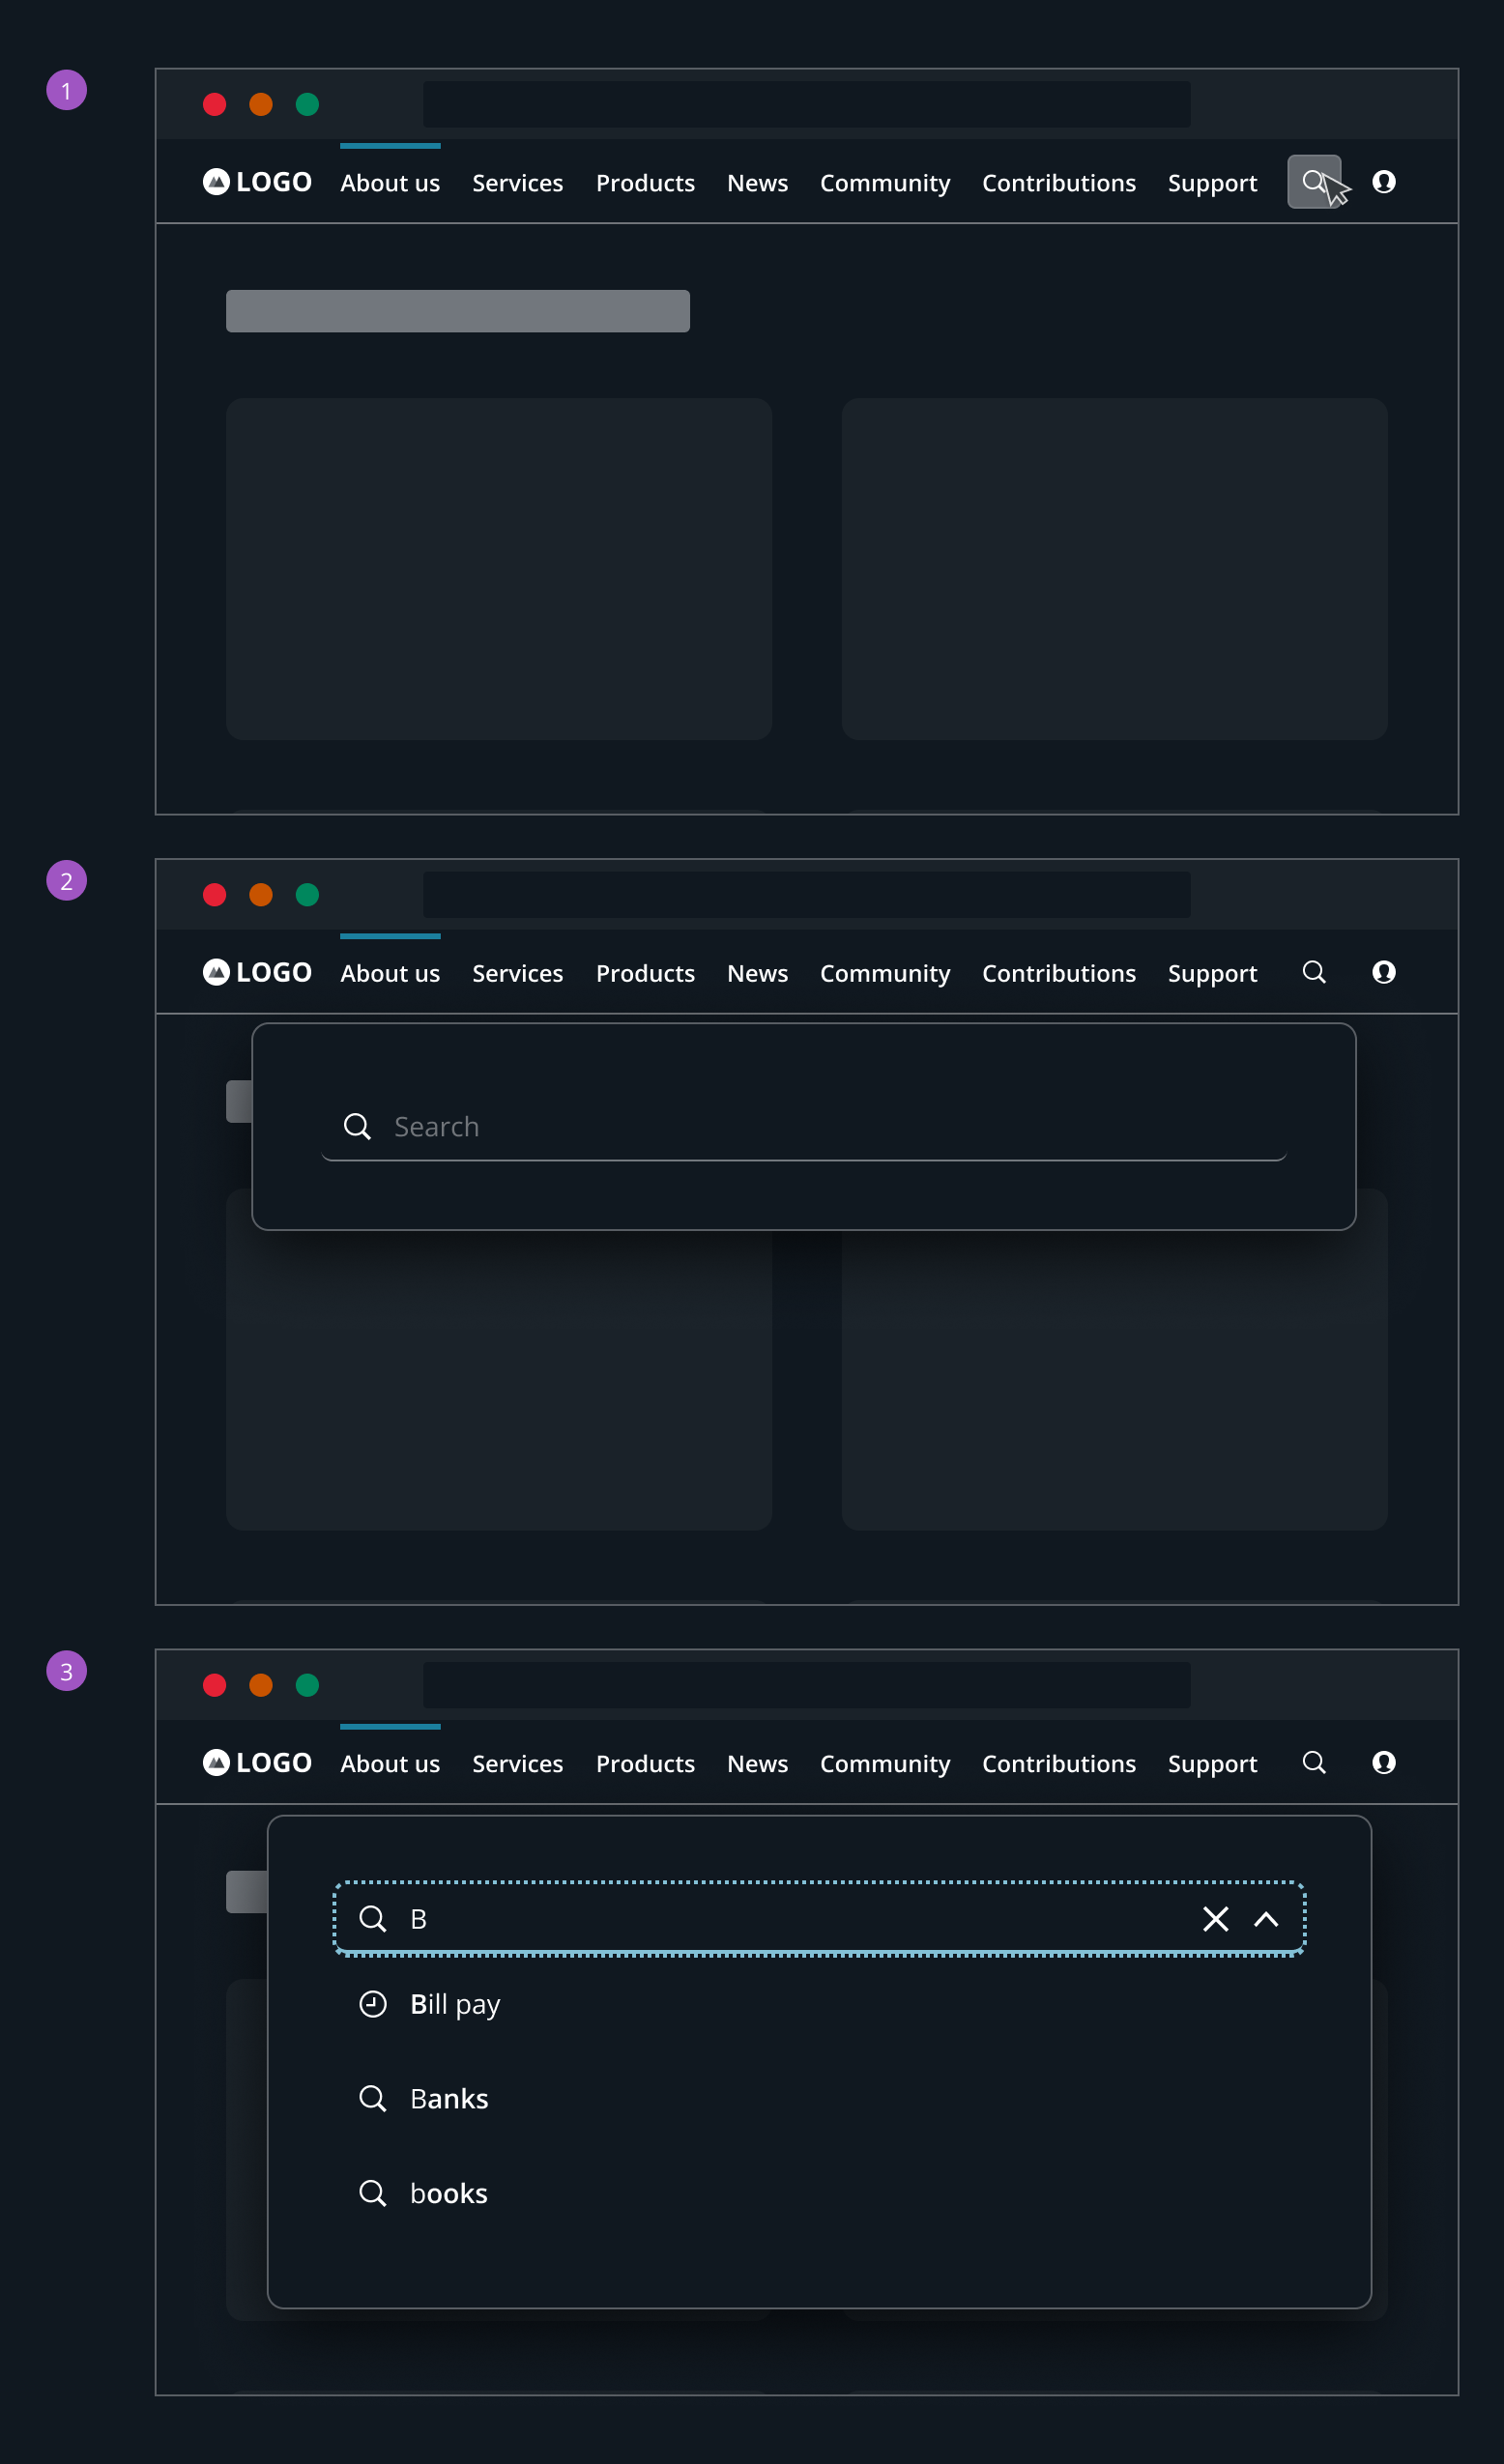 1
LOGO About us Services Products News Community Contributions Support
2
LOGO About us Services Products News Community Contributions Support
Search
3
LOGO About us Services Products News Community Contributions Support
B
Bill pay
Banks
books